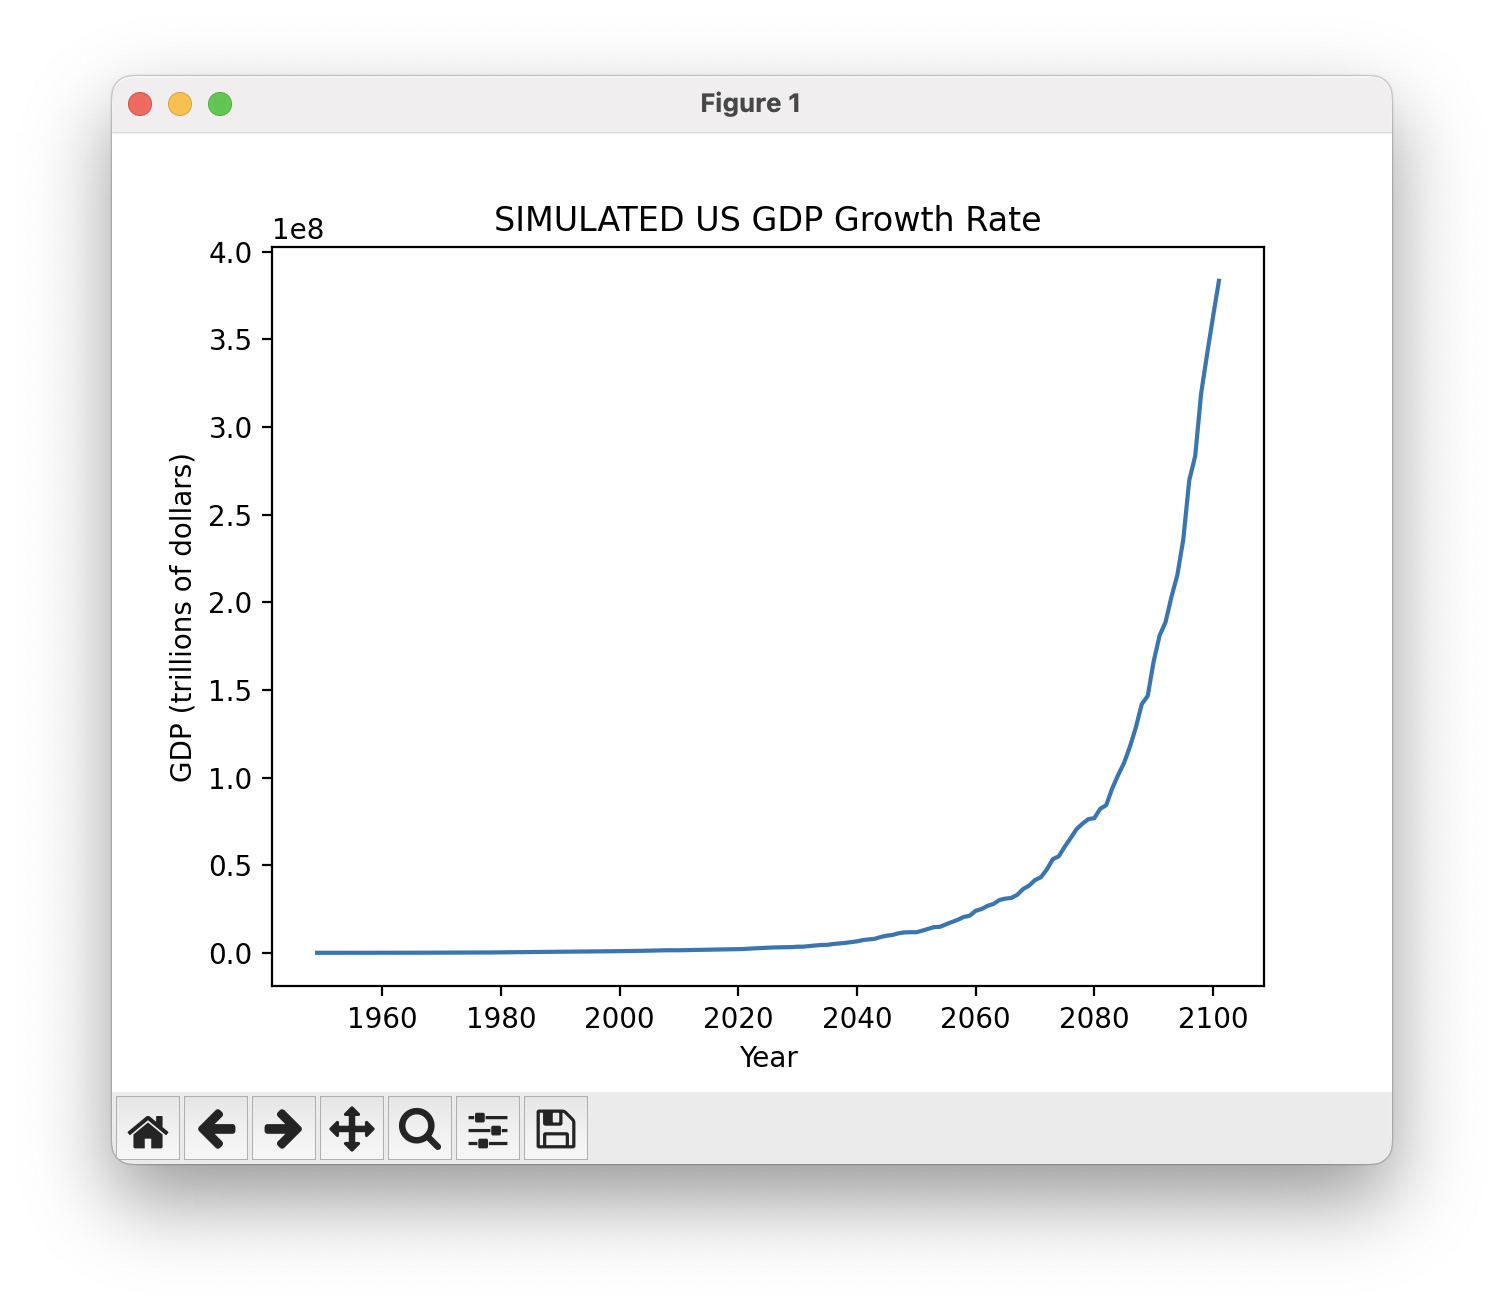 Figure 1
SIMULATED US GDP Growth Rate
1e8
4.0
3.5
3.0
2.5
2.0
1.5
1.0
0.5
0.0
GDP (trillions of dollars)
1960 1980 2000 2020 2040 2060 2080 2100
Year